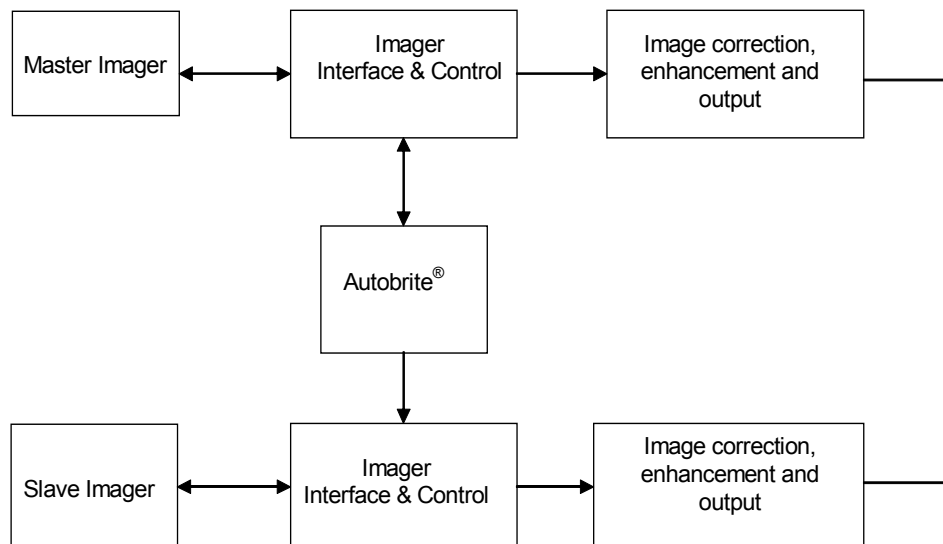 Master Imager
Imager
Interface & Control
Image correction,
enhancement and
output
Autobrite®
Slave Imager
Imager
Interface & Control
Image correction,
enhancement and
output